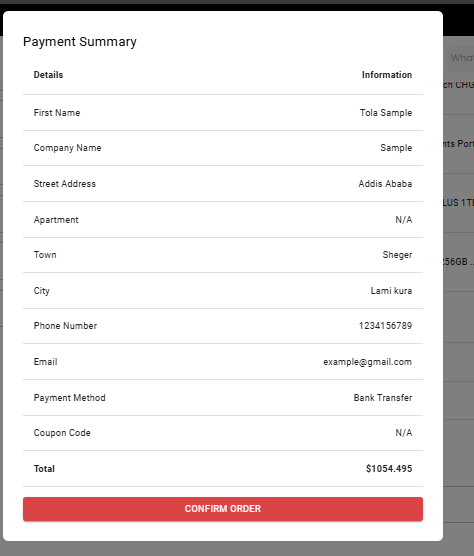 Payment Summary
Details Information
First Name Tola Sample
Company Name Sample
Street Address Addis Ababa
Apartment N/A
Town Sheger
City Lami kura
Phone Number 1234156789
Email example@gmail.com
Payment Method Bank Transfer
Coupon Code N/A
Total $1054.495
CONFIRM ORDER
What
ch CHG
nts Port
LUS 1TB
256GB ..